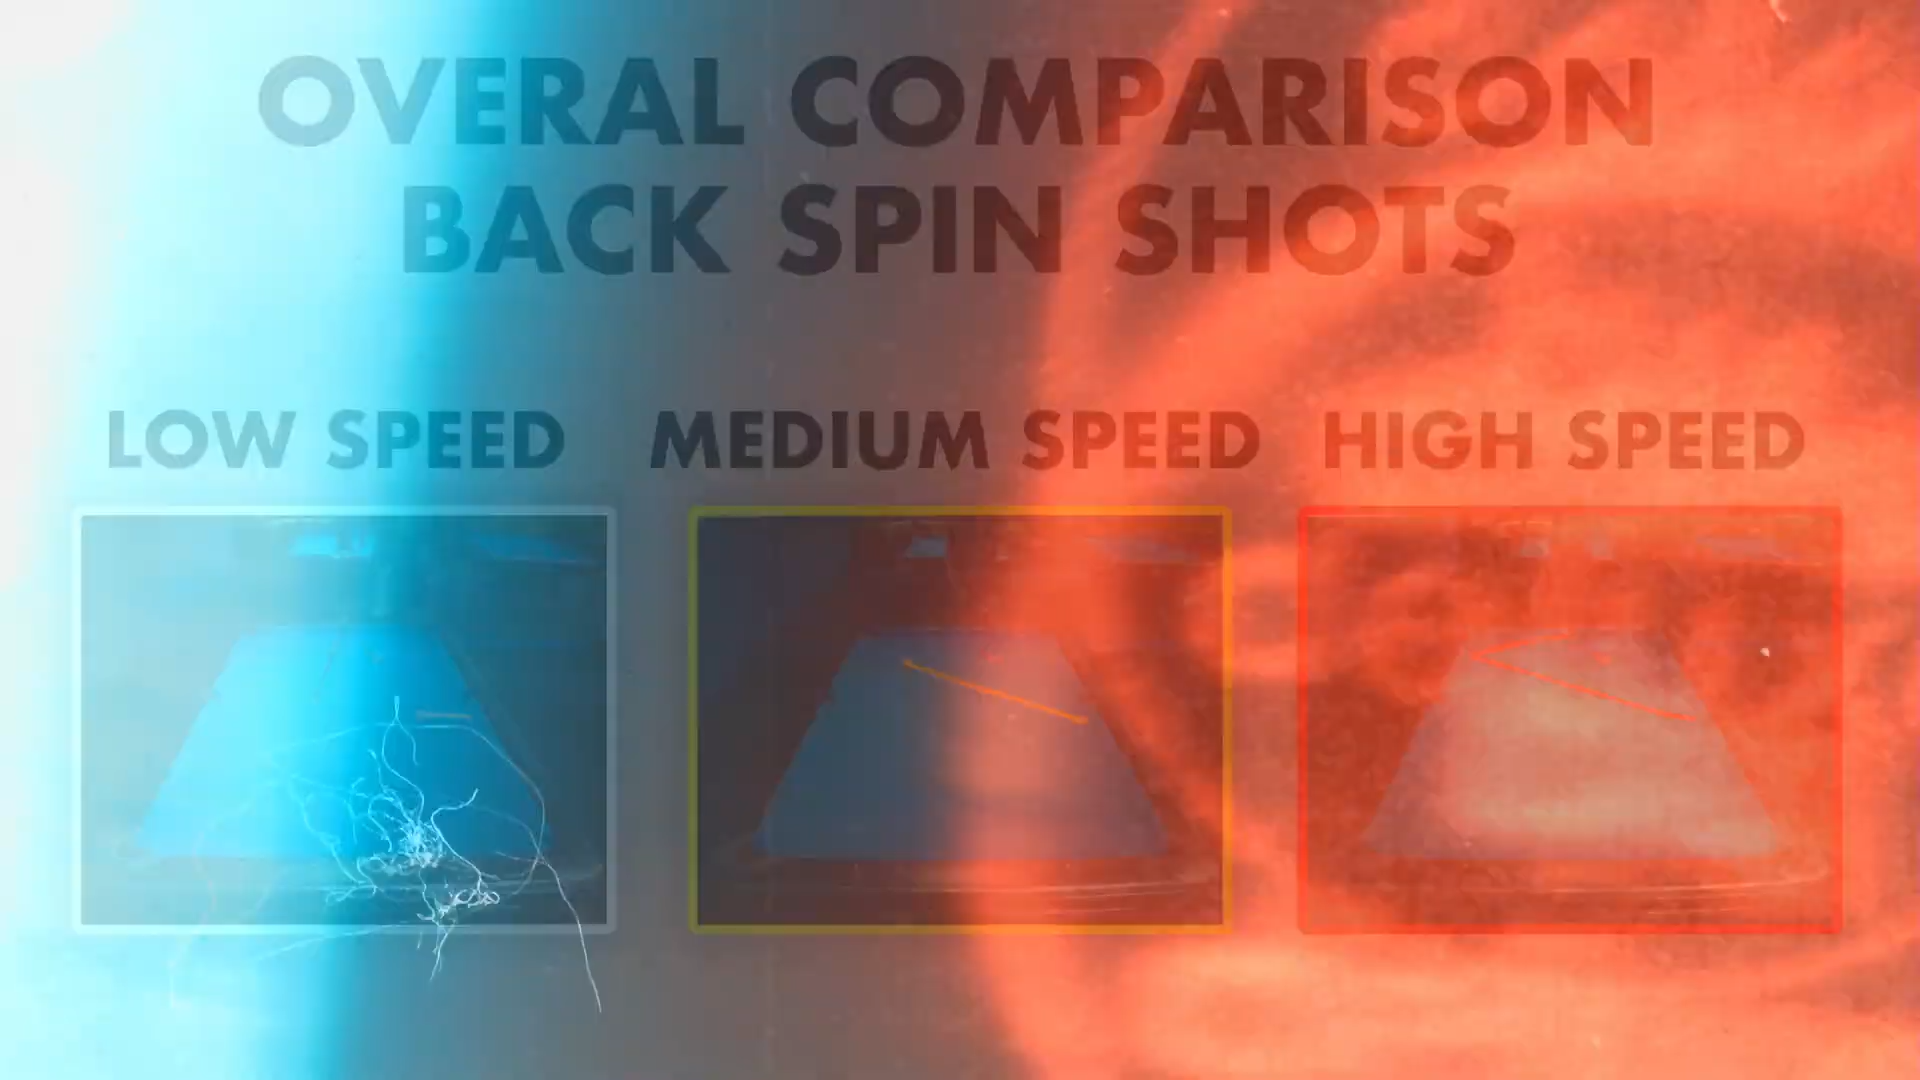 OVERAL COMPARISON
BACK SPIN SHOTS
LOW SPEED
MEDIUM SPEED
HIGH SPEED